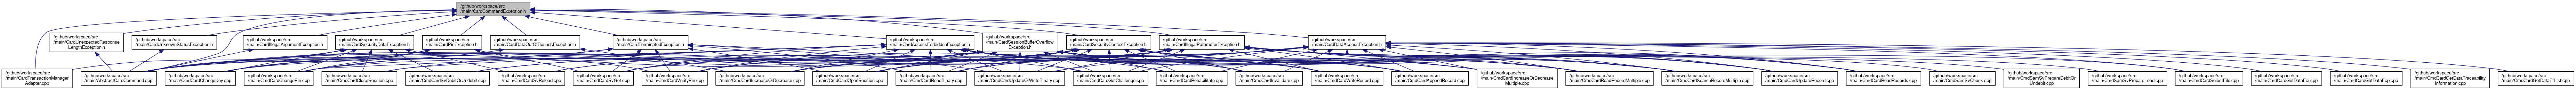 /github/workspace/src
/main/CardCommandException.h
/github/workspace/src
/main/CardUnexpectedResponse
LengthException.h
/github/workspace/src
/main/CardUnknownStatusException.h
/github/workspace/src
/main/CardIllegalArgumentException.h
/github/workspace/src
/main/CardSecurityDataException.h
/github/workspace/src
/main/CardPinException.h
/github/workspace/src
/main/CardDataOutOfBoundsException.h
/github/workspace/src
/main/CardTerminatedException.h
/github/workspace/src
/main/CardAccessForbiddenException.h
/github/workspace/src
/main/CardSessionBufferOverflow
Exception.h
/github/workspace/src
/main/CardSecurityContextException.h
/github/workspace/src
/main/CardIllegalParameterException.h
/github/workspace/src
/main/CardDataAccessException.h
/github/workspace/src
/main/CardTransactionManager
Adapter.cpp
/github/workspace/src
/main/AbstractCardCommand.cpp
/github/workspace/src
/main/CmdCardChangeKey.cpp
/github/workspace/src
/main/CmdCardChangePin.cpp
/github/workspace/src
/main/CmdCardCloseSession.cpp
/github/workspace/src
/main/CmdCardSvDebitOrUndebit.cpp
/github/workspace/src
/main/CmdCardSvReload.cpp
/github/workspace/src
/main/CmdCardSvGet.cpp
/github/workspace/src
/main/CmdCardVerifyPin.cpp
/github/workspace/src
/main/CmdCardIncreaseOrDecrease.cpp
/github/workspace/src
/main/CmdCardOpenSession.cpp
/github/workspace/src
/main/CmdCardReadBinary.cpp
/github/workspace/src
/main/CmdCardUpdateOrWriteBinary.cpp
/github/workspace/src
/main/CmdCardGetChallenge.cpp
/github/workspace/src
/main/CmdCardRehabilitate.cpp
/github/workspace/src
/main/CmdCardInvalidate.cpp
/github/workspace/src
/main/CmdCardWriteRecord.cpp
/github/workspace/src
/main/CmdCardAppendRecord.cpp
/github/workspace/src
/main/CmdCardIncreaseOrDecrease
Multiple.cpp
/github/workspace/src
/main/CmdCardReadRecordMultiple.cpp
/github/workspace/src
/main/CmdCardSearchRecordMultiple.cpp
/github/workspace/src
/main/CmdCardUpdateRecord.cpp
/github/workspace/src
/main/CmdCardReadRecords.cpp
/github/workspace/src
/main/CmdSamSvCheck.cpp
/github/workspace/src
/main/CmdSamSvPrepareDebitOr
Undebit.cpp
/github/workspace/src
/main/CmdSamSvPrepareLoad.cpp
/github/workspace/src
/main/CmdCardSelectFile.cpp
/github/workspace/src
/main/CmdCardGetDataFci.cpp
/github/workspace/src
/main/CmdCardGetDataFcp.cpp
/github/workspace/src
/main/CmdCardGetDataTraceability
Information.cpp
/github/workspace/src
/main/CmdCardGetDataEfList.cpp